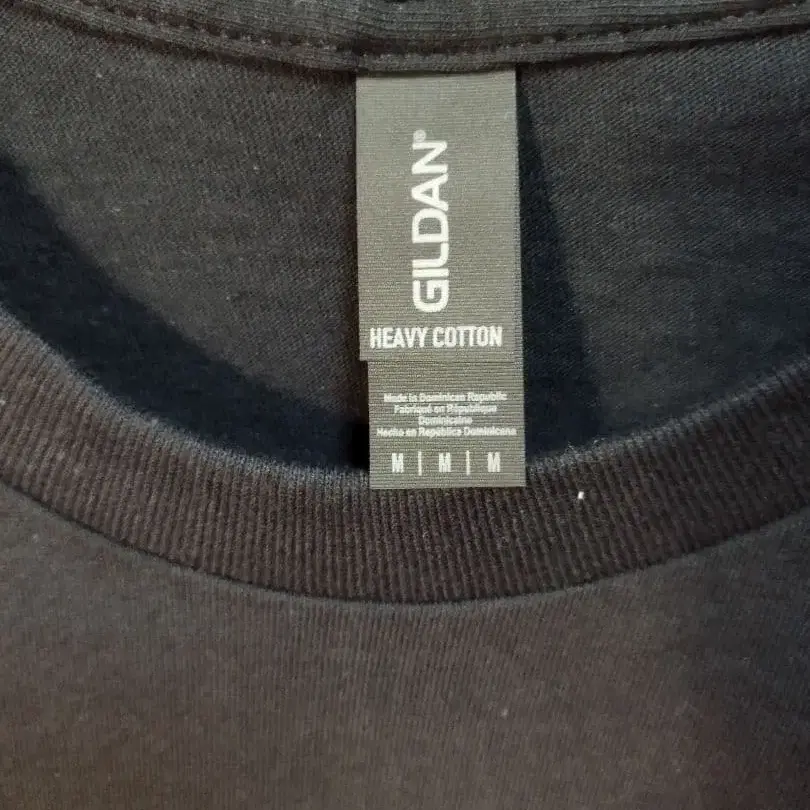 GILDAN®
HEAVY COTTON
Made in Dominican Republic
Fabriqué en République
Dominicaine
Hecho en República Dominicana
M | M | M